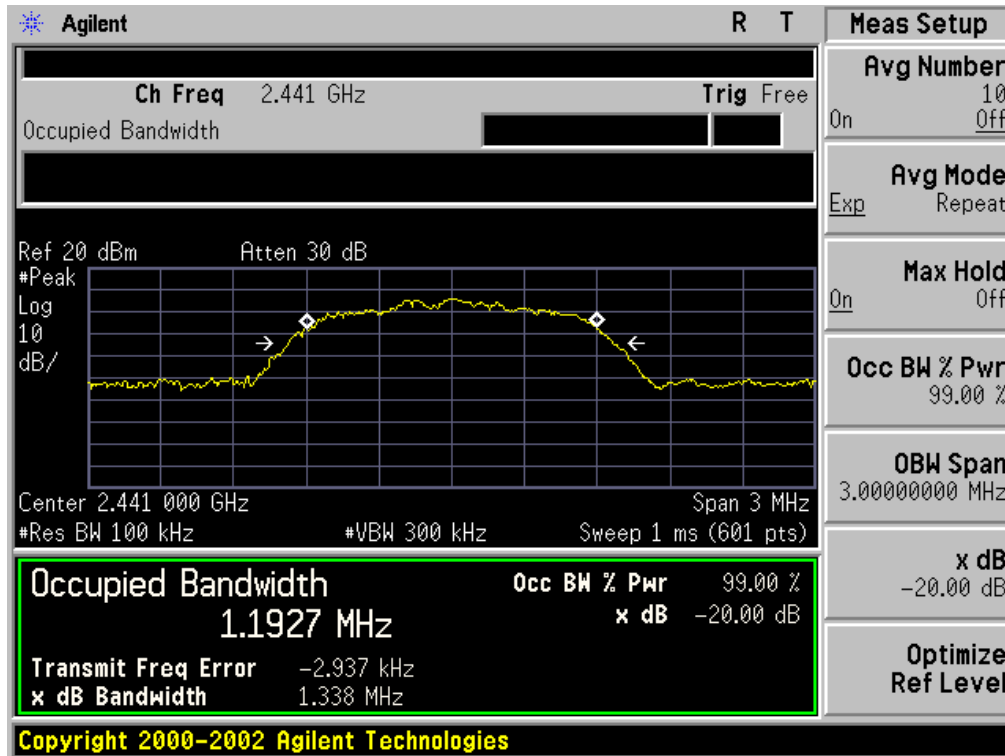 Agilent R T
Ch Freq 2.441 GHz Trig Free
Occupied Bandwidth
Ref 20 dBm Atten 30 dB
#Peak
Log
10
dB/
Center 2.441 000 GHz Span 3 MHz
#Res BW 100 kHz #VBW 300 kHz Sweep 1 ms (601 pts)
Occupied Bandwidth Occ BW % Pwr 99.00 %
1.1927 MHz x dB -20.00 dB
Transmit Freq Error -2.937 kHz
x dB Bandwidth 1.338 MHz
Meas Setup
Avg Number
10
On Off
Avg Mode
Exp Repeat
Max Hold
On Off
Occ BW % Pwr
99.00 %
OBW Span
3.00000000 MHz
x dB
-20.00 dB
Optimize
Ref Level
Copyright 2000-2002 Agilent Technologies